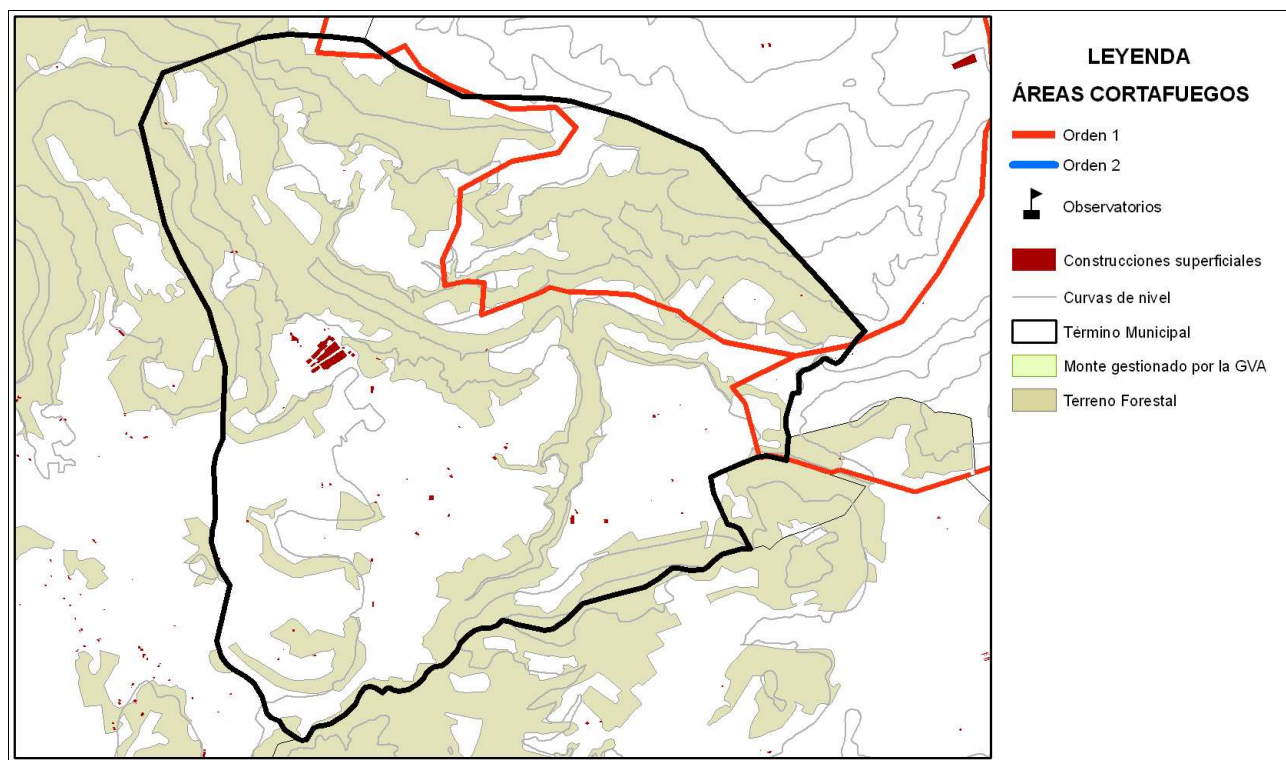 LEYENDA
ÁREAS CORTAFUEGOS
Orden 1
Orden 2
Observatorios
Construcciones superficiales
Curvas de nivel
Término Municipal
Monte gestionado por la GVA
Terreno Forestal